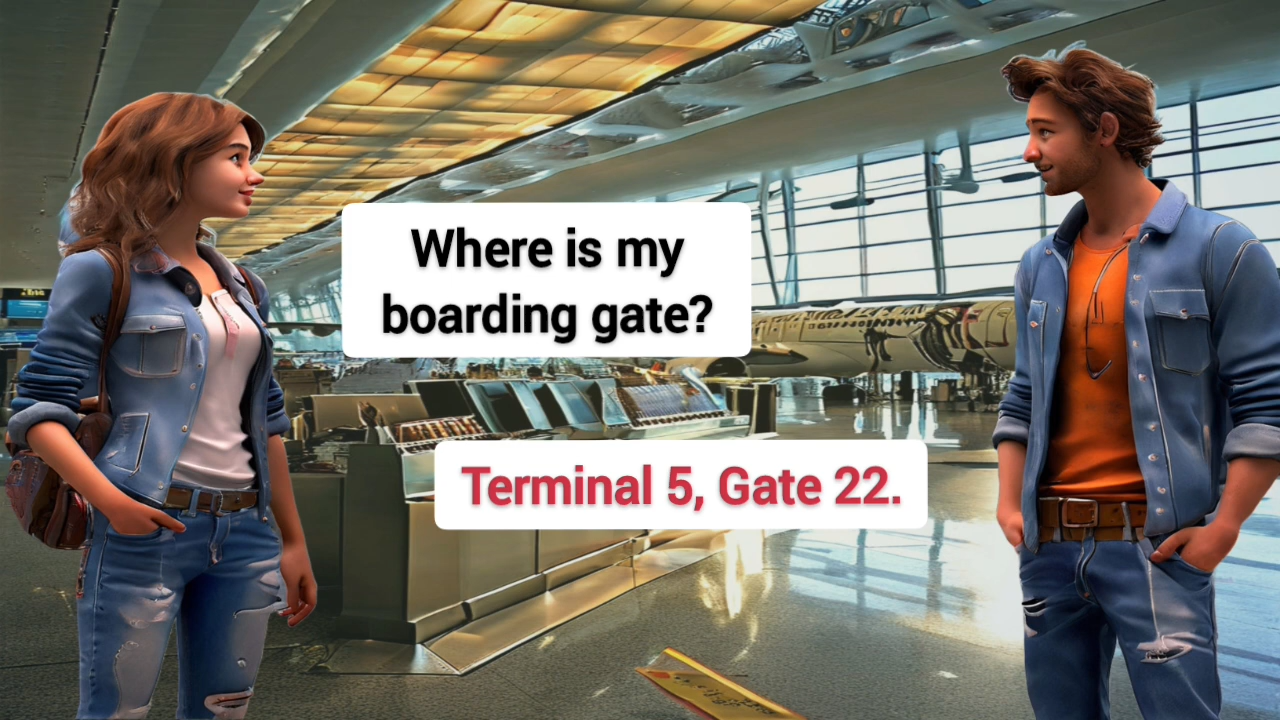 Where is my
boarding gate?
Terminal 5, Gate 22.